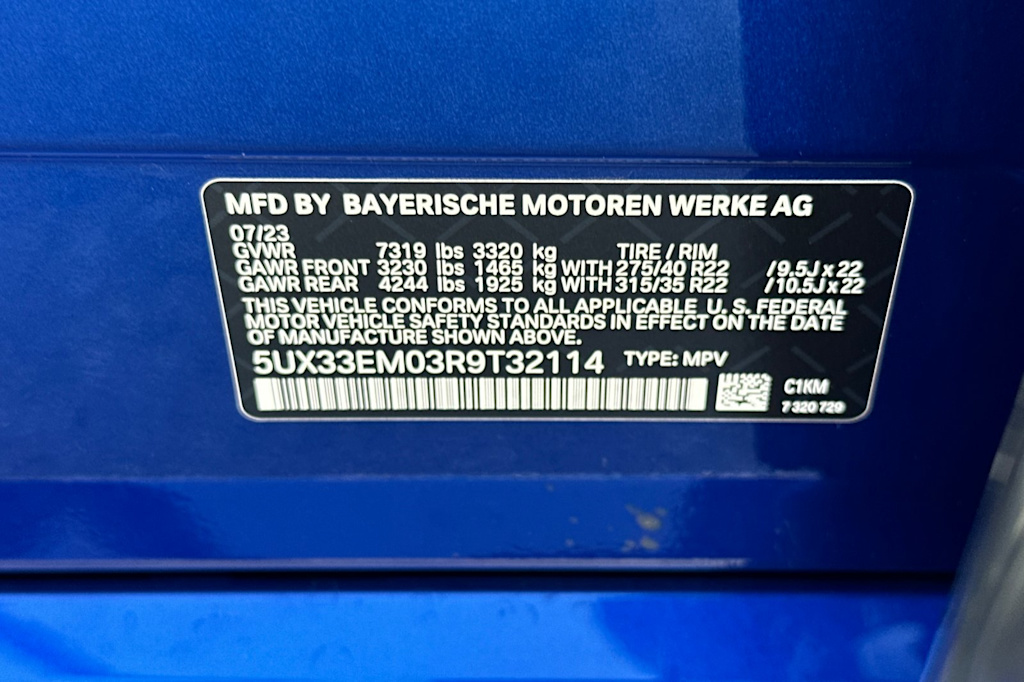 MFD BY BAYERISCHE MOTOREN WERKE AG
07/23
GVWR 7319 lbs 3320 kg TIRE / RIM
GAWR FRONT 3230 lbs 1465 kg WITH 275/40 R22 / 9.5J x 22
GAWR REAR 4244 lbs 1925 kg WITH 315/35 R22 / 10.5J x 22
THIS VEHICLE CONFORMS TO ALL APPLICABLE U. S. FEDERAL
MOTOR VEHICLE SAFETY STANDARDS IN EFFECT ON THE DATE
OF MANUFACTURE SHOWN ABOVE.
5UX33EM03R9T32114 TYPE: MPV
C1KM
7 320 729